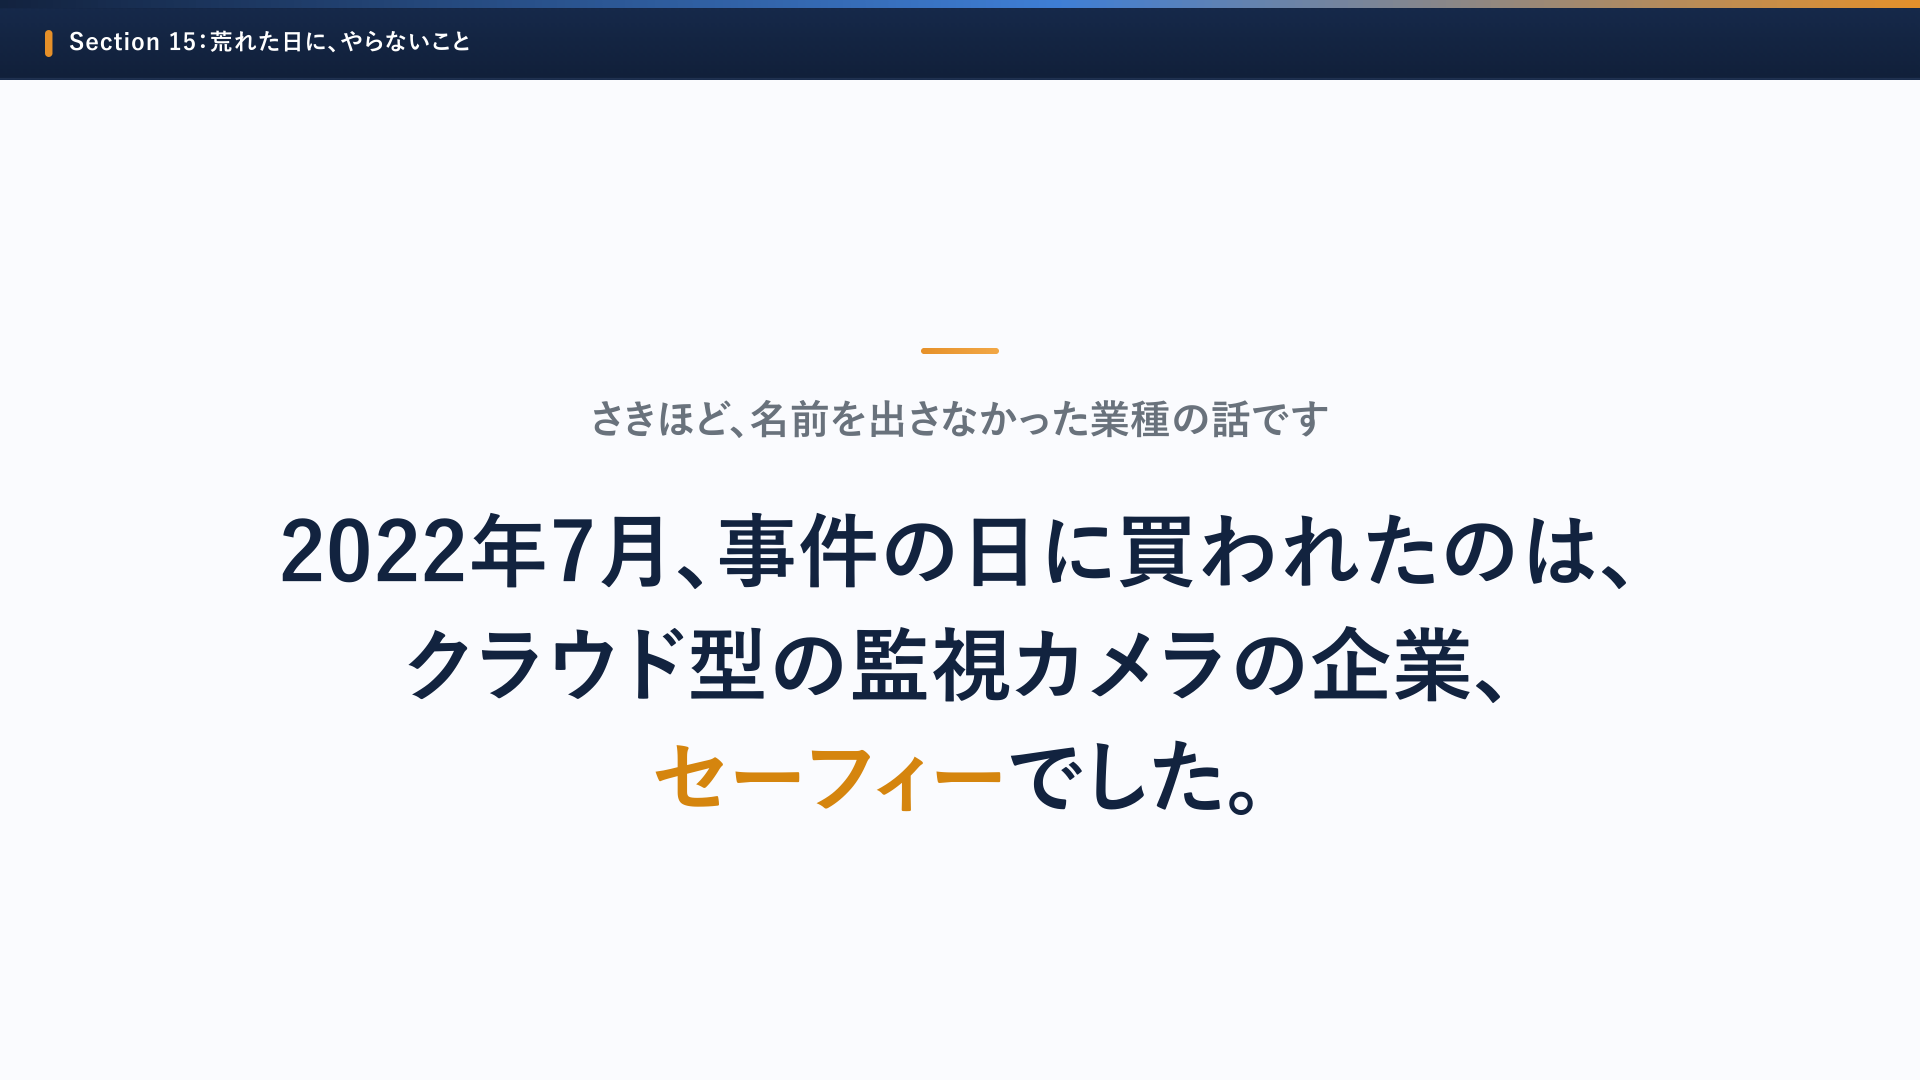 Section 15：荒れた日に、やらないこと
さきほど、名前を出さなかった業種の話です
2022年7月、事件の日に買われたのは、
クラウド型の監視カメラの企業、
セーフィーでした。